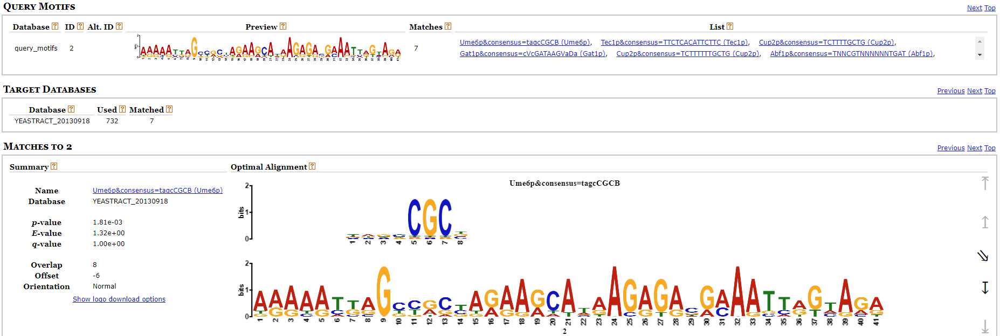 Query Motifs
Next Top
Database ? ID ? Alt. ID ? Preview ? Matches ? List ?
query_motifs 2 7 Ume6p&consensus=tagcCGCB (Ume6p), Tec1p&consensus=TTCTCACATTCTTC (Tec1p), Cup2p&consensus=TCTTTTGCTG (Cup2p),
Gat1p&consensus=cVcGATAAGVaDa (Gat1p), Cup2p&consensus=TCTTTTTTGCTG (Cup2p), Abf1p&consensus=TNNCGTNNNNNNTGAT (Abf1p),
Target Databases
Previous Next Top
Database ? Used ? Matched ?
YEASTRACT_20130918 732 7
Matches to 2
Previous Next Top
Summary ?
Optimal Alignment ?
Name Ume6p&consensus=tagcCGCB (Ume6p)
Database YEASTRACT_20130918
p-value 1.81e-03
E-value 1.32e+00
q-value 1.00e+00
Overlap 8
Offset -6
Orientation Normal
Show logo download options
Ume6p&consensus=tagcCGCB
2
1
0
bits
CGC
1 2 3 4 5 6 7 8
2
1
0
bits
AAAAATTAGCCGCTAGAAGCATAAGAGACGAAATTAGTAGA
1 2 3 4 5 6 7 8 9 10 11 12 13 14 15 16 17 18 19 20 21 22 23 24 25 26 27 28 29 30 31 32 33 34 35 36 37 38 39 40 41
2